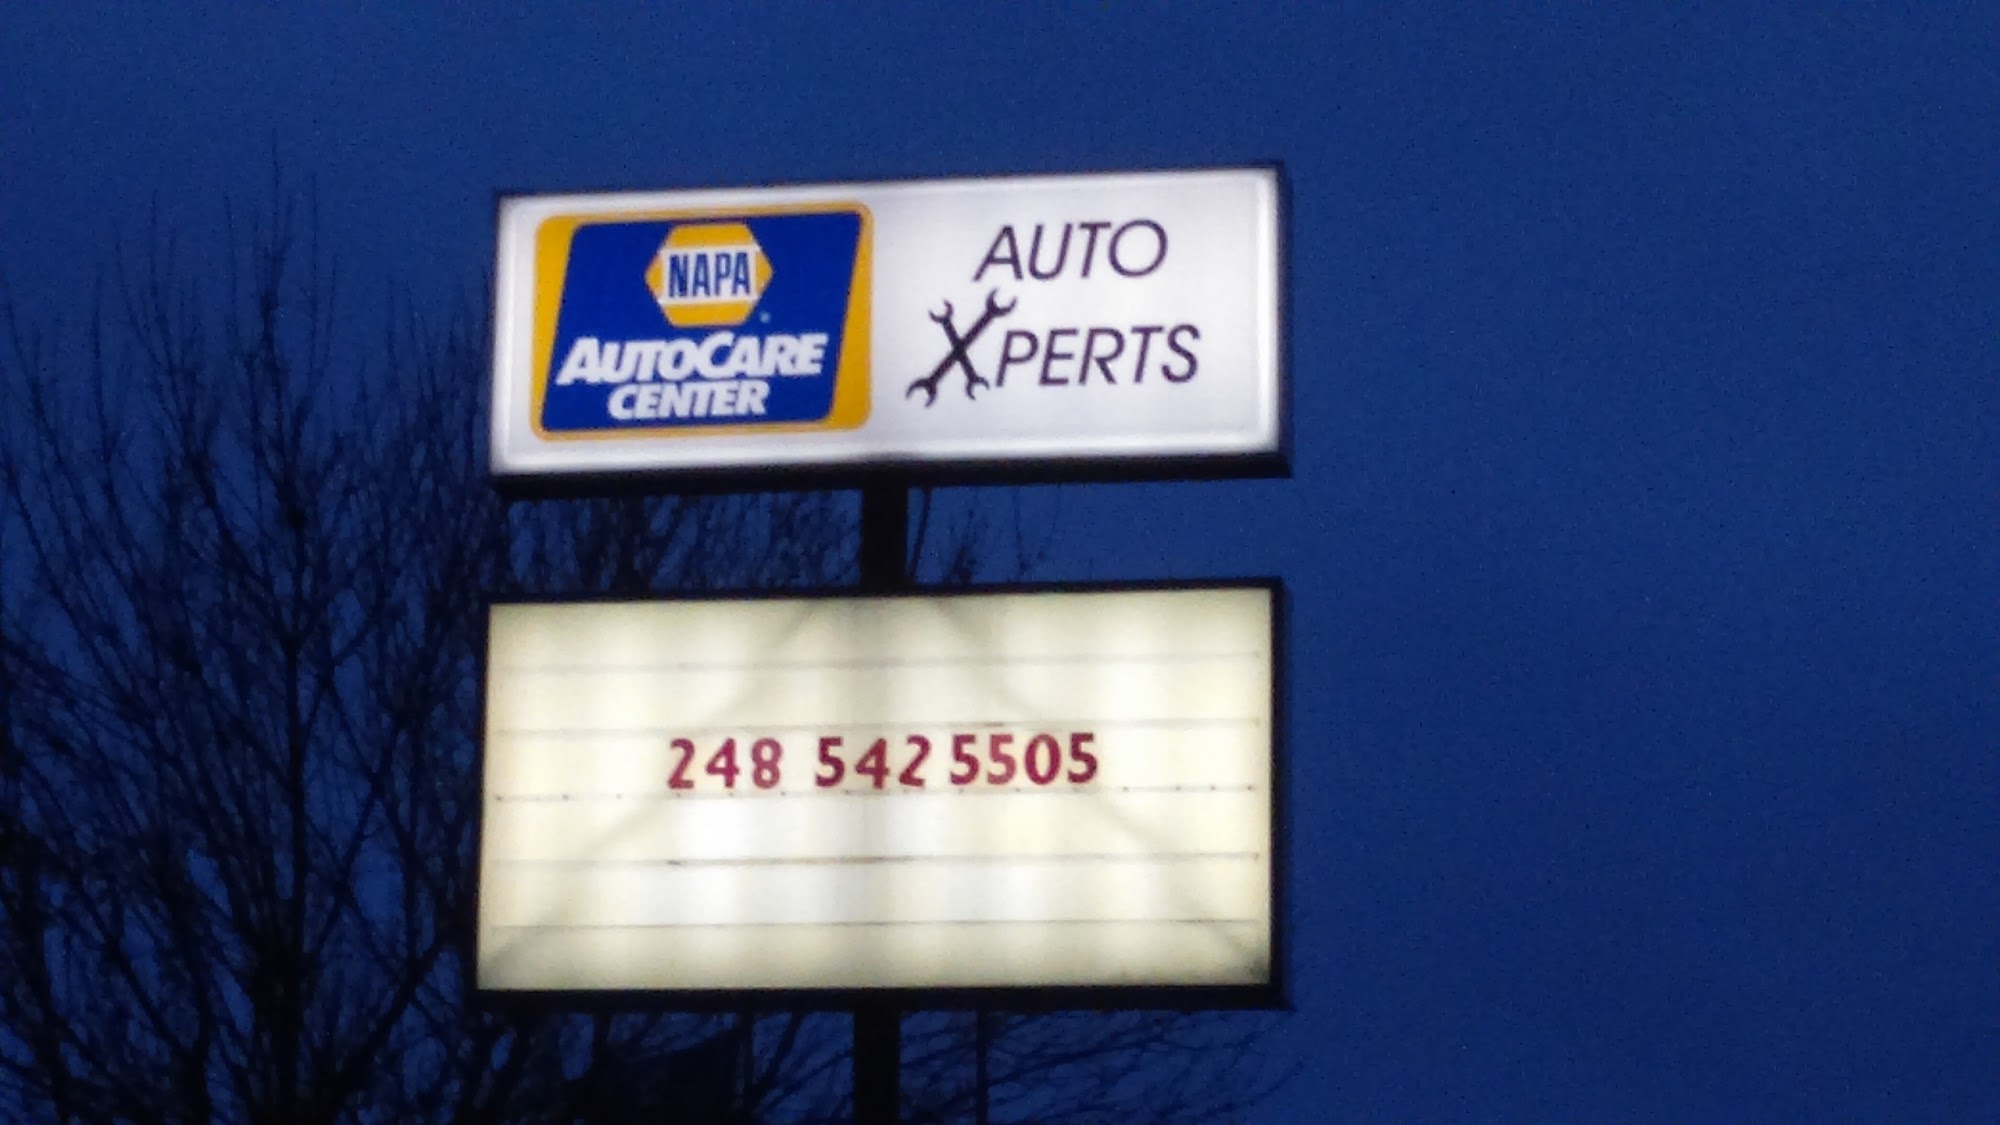 NAPA
AUTOCARE
CENTER
AUTO
XPERTS
248 542 5505